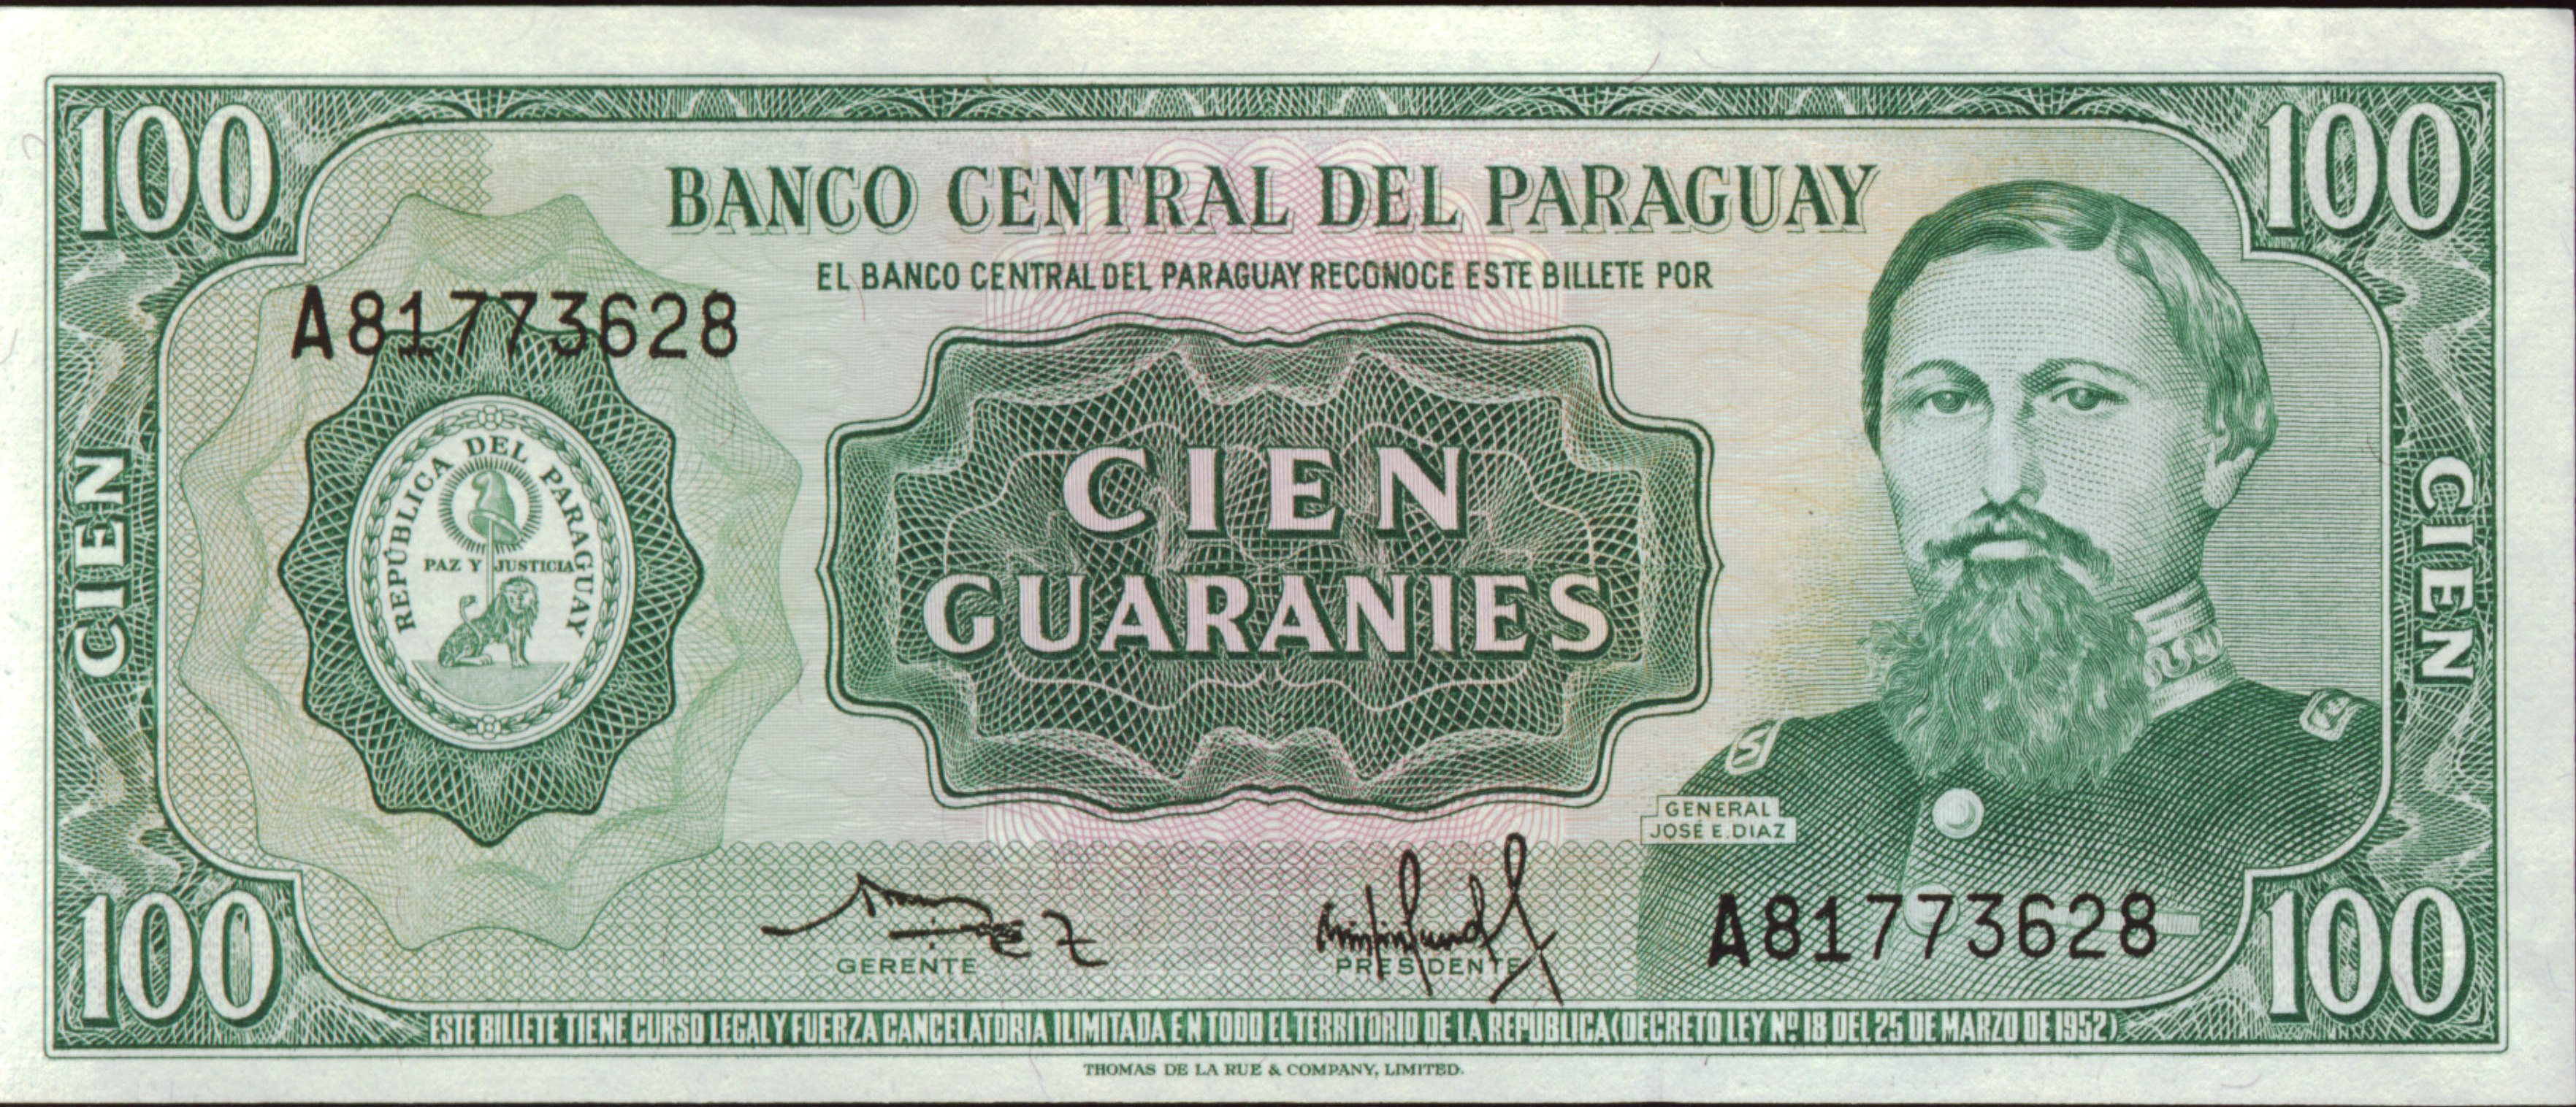 100
100
BANCO CENTRAL DEL PARAGUAY
EL BANCO CENTRAL DEL PARAGUAY RECONOCE ESTE BILLETE POR
A81773628
CIEN
REPÚBLICA DEL PARAGUAY
PAZ Y JUSTICIA
CIEN
GUARANIES
CIEN
GENERAL
JOSÉ E. DIAZ
GERENTE
PRESIDENTE
A81773628
100
100
ESTE BILLETE TIENE CURSO LEGAL Y FUERZA CANCELATORIA ILIMITADA EN TODO EL TERRITORIO DE LA REPUBLICA (DECRETO LEY Nº 18 DEL 25 DE MARZO DE 1952)
THOMAS DE LA RUE & COMPANY, LIMITED.